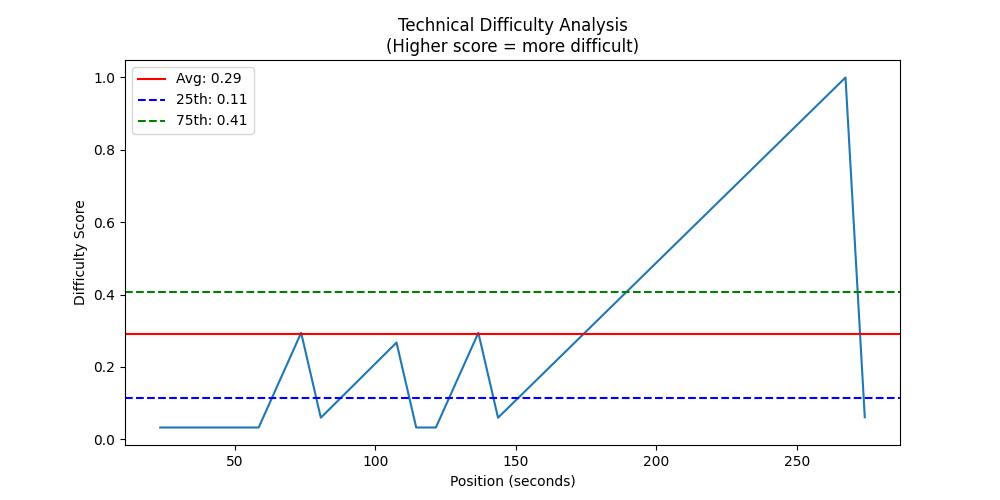 Technical Difficulty Analysis
(Higher score = more difficult)
Avg: 0.29
25th: 0.11
75th: 0.41
Difficulty Score
1.0
0.8
0.6
0.4
0.2
0.0
50
100
150
200
250
Position (seconds)